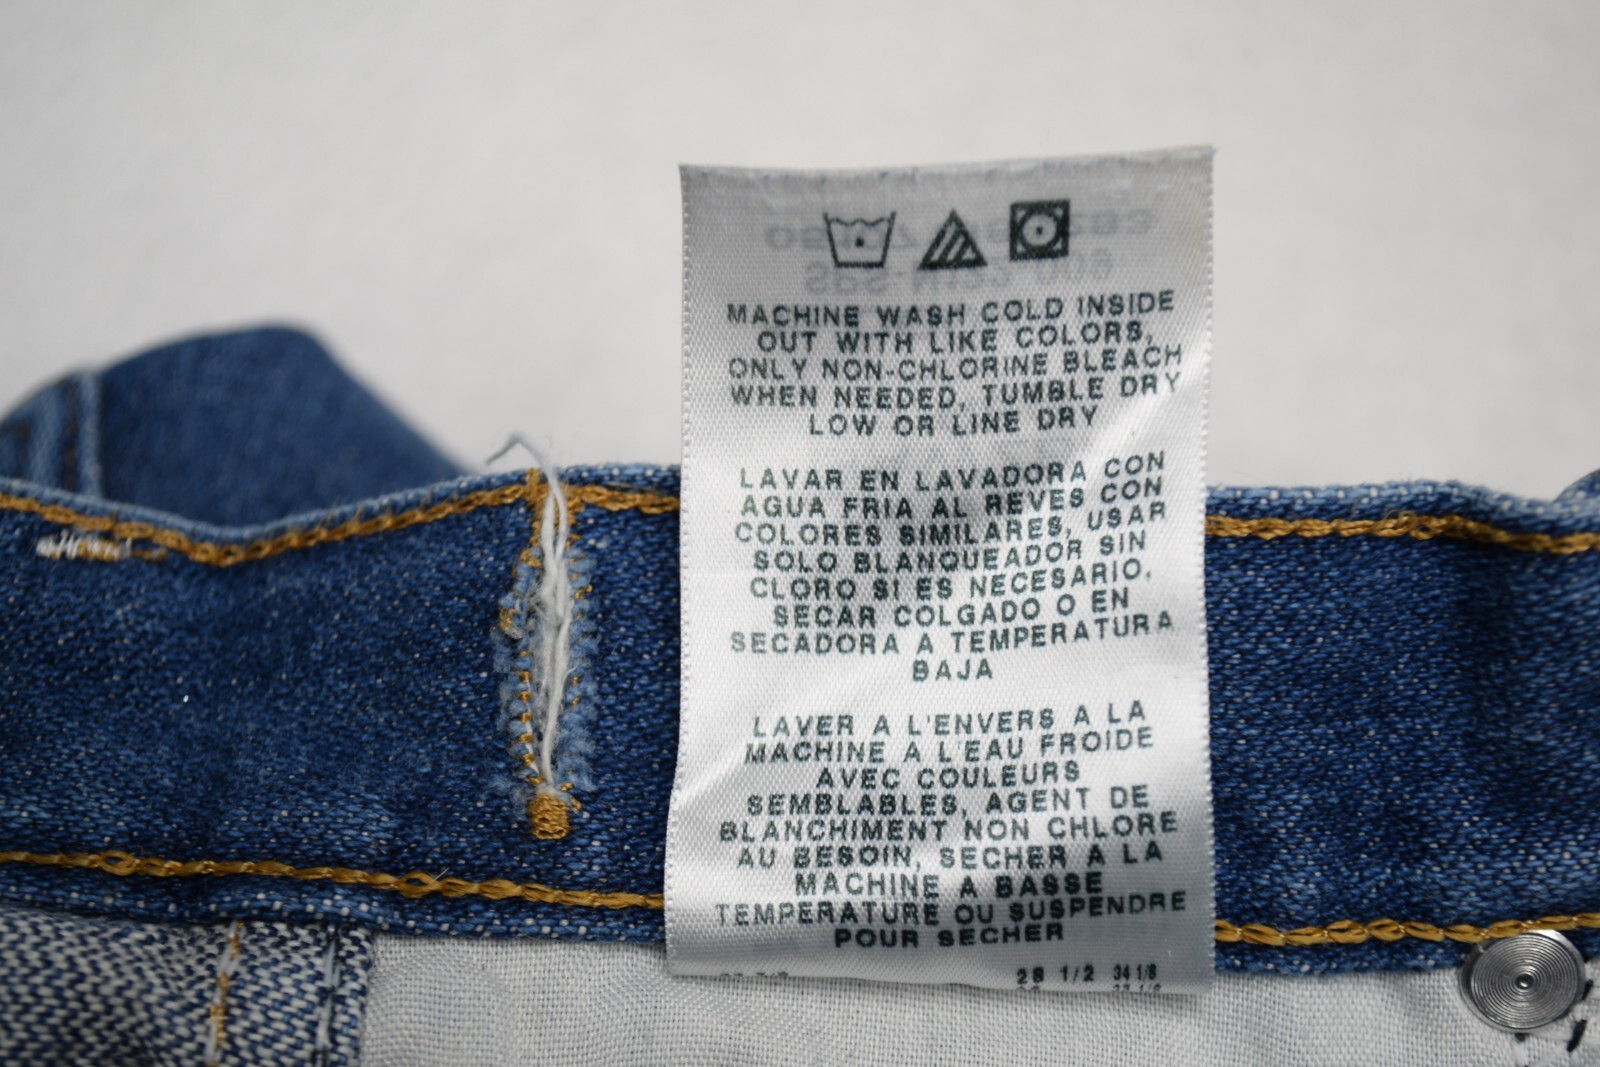 MACHINE WASH COLD INSIDE
OUT WITH LIKE COLORS,
ONLY NON-CHLORINE BLEACH
WHEN NEEDED, TUMBLE DRY
LOW OR LINE DRY
LAVAR EN LAVADORA CON
AGUA FRIA AL REVES CON
COLORES SIMILARES, USAR
SOLO BLANQUEADOR SIN
CLORO SI ES NECESARIO,
SECAR COLGADO O EN
SECADORA A TEMPERATURA
BAJA
LAVER A L'ENVERS A LA
MACHINE A L'EAU FROIDE
AVEC COULEURS
SEMBLABLES, AGENT DE
BLANCHIMENT NON CHLORE
AU BESOIN, SECHER A LA
MACHINE A BASSE
TEMPERATURE OU SUSPENDRE
POUR SECHER
28 1/2 34 1/8